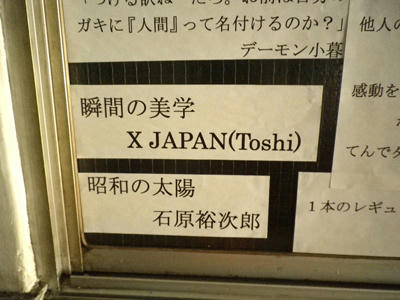 ガキに『人間』って名付けるのか?」
デーモン小暮
瞬間の美学
X JAPAN(Toshi)
昭和の太陽
石原裕次郎
他人の
感動を
てんでタ
1本のレギュ